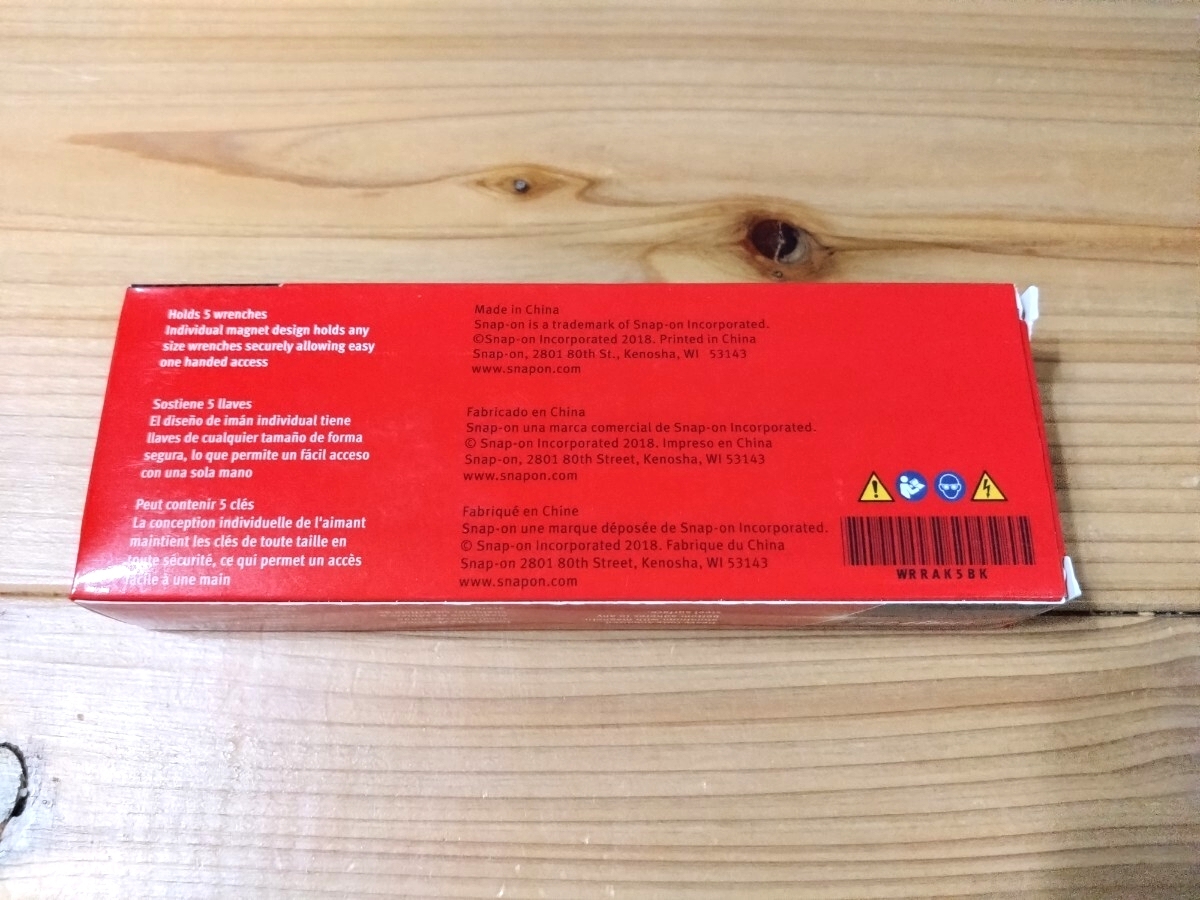 Holds 5 wrenches
Individual magnet design holds any
size wrenches securely allowing easy
one handed access
Sostiene 5 llaves
El diseño de imán individual tiene
llaves de cualquier tamaño de forma
segura, lo que permite un fácil acceso
con una sola mano
Peut contenir 5 clés
La conception individuelle de l'aimant
maintient les clés de toute taille en
toute sécurité, ce qui permet un accès
facile à une main
Made in China
Snap-on is a trademark of Snap-on Incorporated.
©Snap-on Incorporated 2018. Printed in China
Snap-on, 2801 80th St., Kenosha, WI 53143
www.snapon.com
Fabricado en China
Snap-on una marca comercial de Snap-on Incorporated.
© Snap-on Incorporated 2018. Impreso en China
Snap-on, 2801 80th Street, Kenosha, WI 53143
www.snapon.com
Fabriqué en Chine
Snap-on une marque déposée de Snap-on Incorporated.
© Snap-on Incorporated 2018. Fabrique du China
Snap-on 2801 80th Street, Kenosha, WI 53143
www.snapon.com
WRRAK5BK